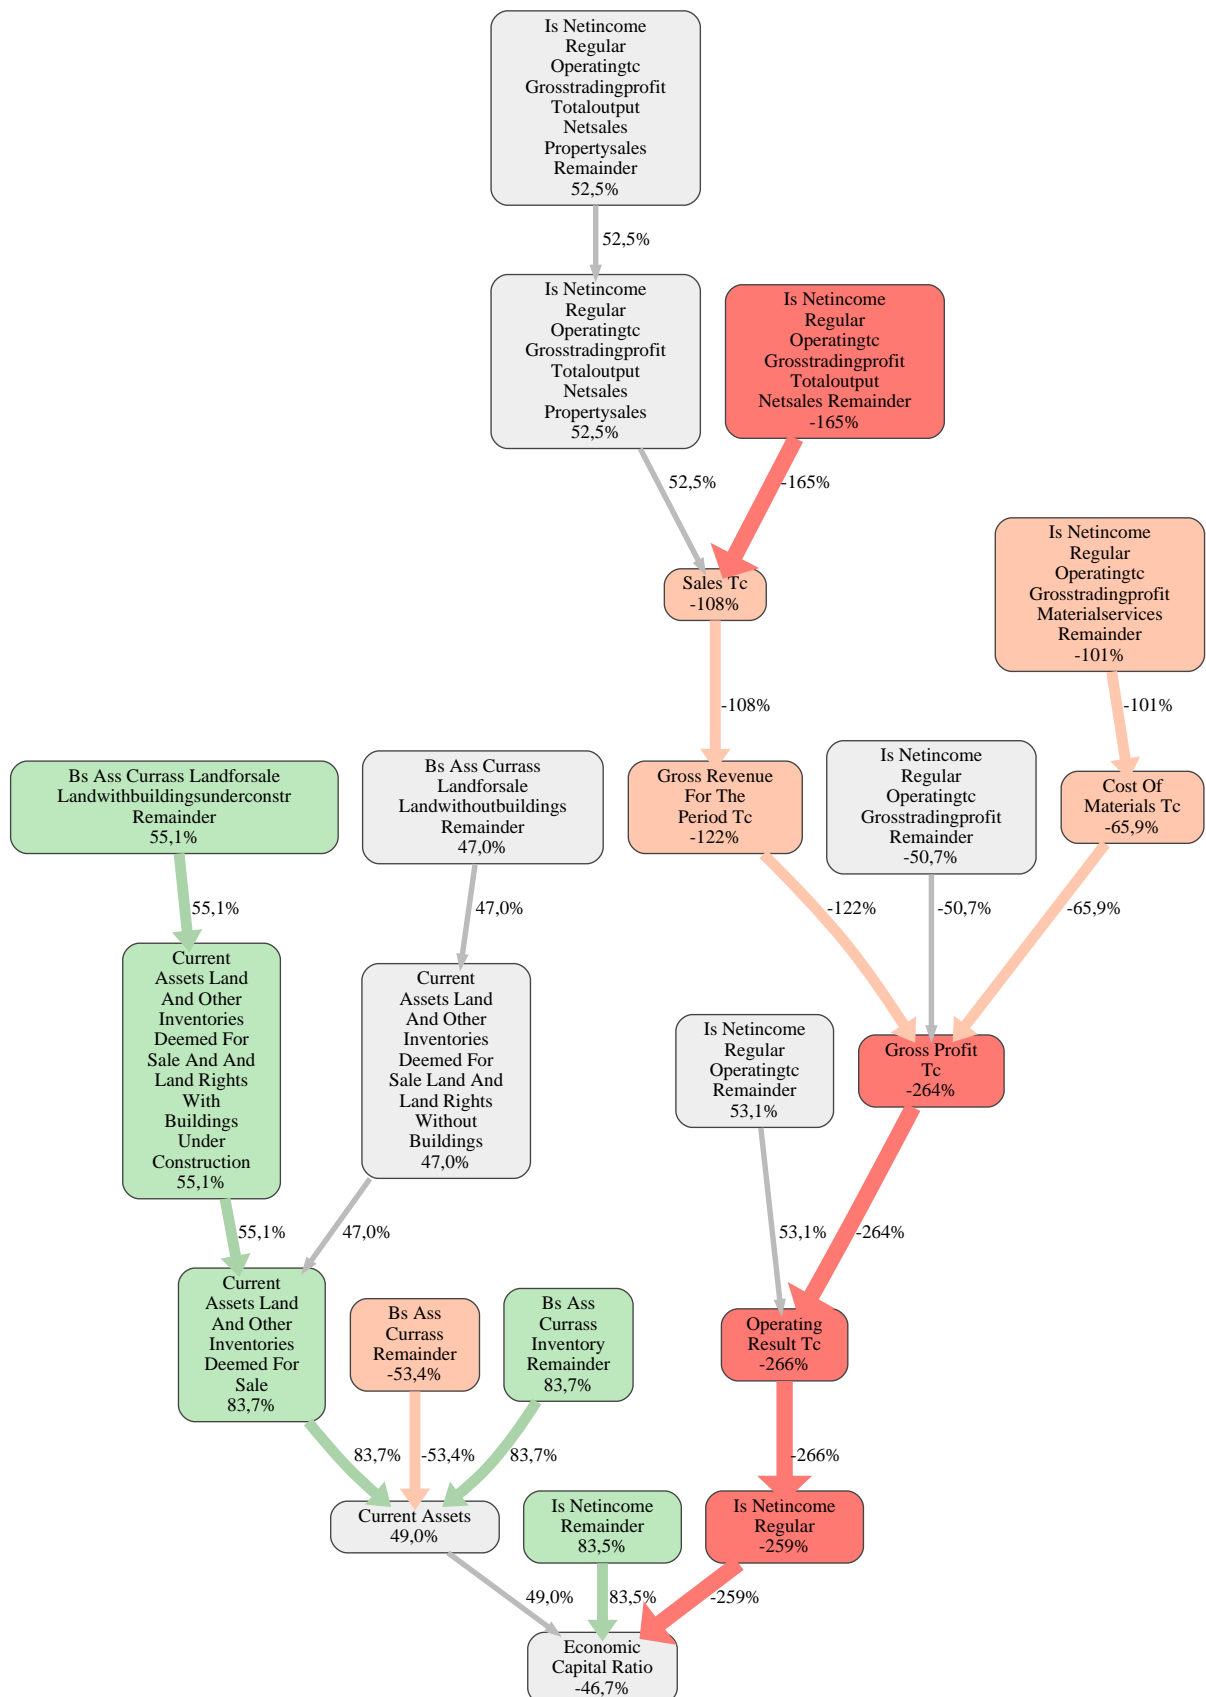 Is Netincome
Regular
Operatingtc
Grosstradingprofit
Totaloutput
Netsales
Propertysales
Remainder
52,5%
52,5%
Is Netincome
Regular
Operatingtc
Grosstradingprofit
Totaloutput
Netsales
Propertysales
52,5%
Is Netincome
Regular
Operatingtc
Grosstradingprofit
Totaloutput
Netsales Remainder
-165%
52,5%
-165%
Is Netincome
Regular
Operatingtc
Grosstradingprofit
Materialservices
Remainder
-101%
Sales Tc
-108%
-108%
-101%
Bs Ass Currass Landforsale
Landwithbuildingsunderconstr
Remainder
55,1%
Bs Ass Currass
Landforsale
Landwithoutbuildings
Remainder
47,0%
Gross Revenue
For The
Period Tc
-122%
Is Netincome
Regular
Operatingtc
Grosstradingprofit
Remainder
-50,7%
Cost Of
Materials Tc
-65,9%
55,1%
47,0%
-122%
-50,7%
-65,9%
Current
Assets Land
And Other
Inventories
Deemed For
Sale And And
Land Rights
With
Buildings
Under
Construction
55,1%
Current
Assets Land
And Other
Inventories
Deemed For
Sale Land And
Land Rights
Without
Buildings
47,0%
Is Netincome
Regular
Operatingtc
Remainder
53,1%
Gross Profit
Tc
-264%
55,1%
47,0%
53,1%
-264%
Current
Assets Land
And Other
Inventories
Deemed For
Sale
83,7%
Bs Ass
Currass
Remainder
-53,4%
Bs Ass
Currass
Inventory
Remainder
83,7%
Operating
Result Tc
-266%
83,7%
-53,4%
83,7%
-266%
Current Assets
49,0%
Is Netincome
Remainder
83,5%
Is Netincome
Regular
-259%
49,0%
83,5%
-259%
Economic
Capital Ratio
-46,7%